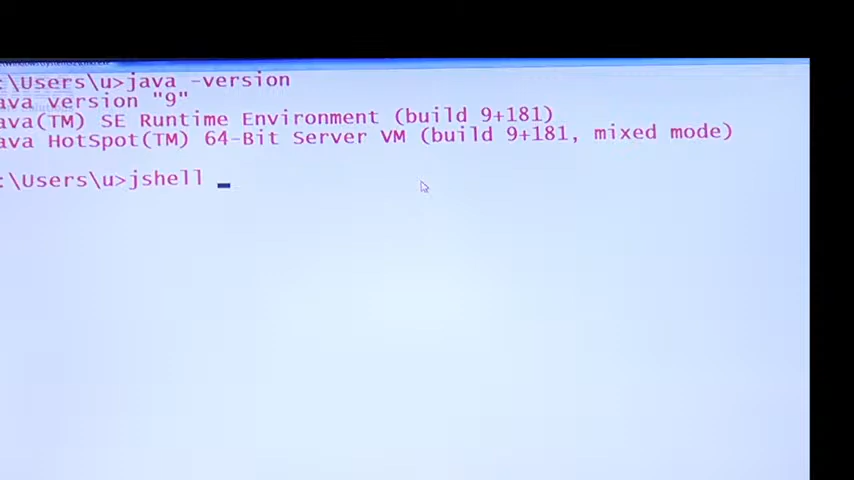 :\Users\u>java -version
ava version "9"
ava(TM) SE Runtime Environment (build 9+181)
ava HotSpot(TM) 64-Bit Server VM (build 9+181, mixed mode)
:\Users\u>jshell